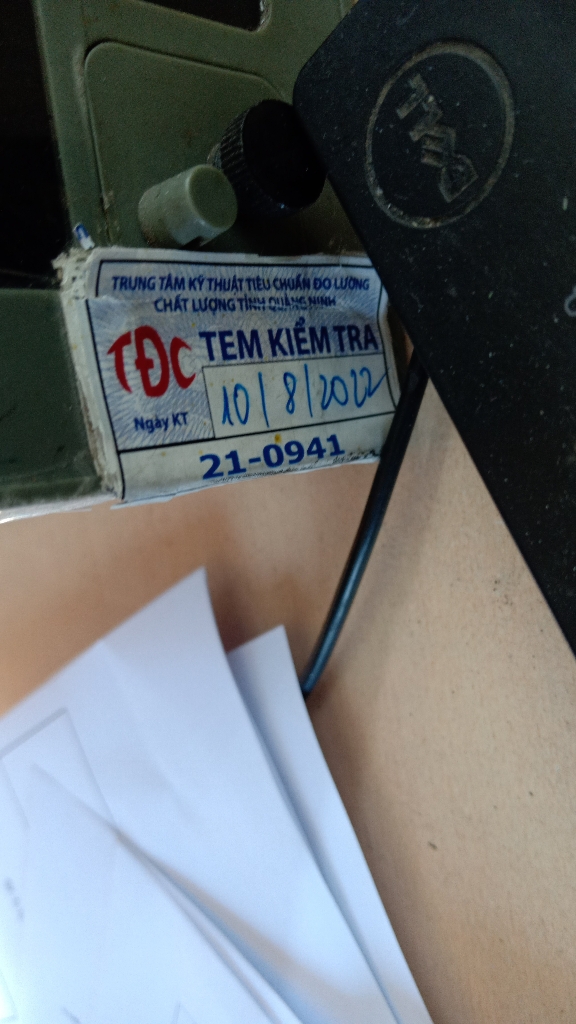 TRUNG TÂM KỸ THUẬT TIÊU CHUẨN ĐO LƯỜNG
CHẤT LƯỢNG TỈNH QUẢNG NINH
TĐC
TEM KIỂM TRA
Ngày KT
10/8/2022
21-0941
DELL